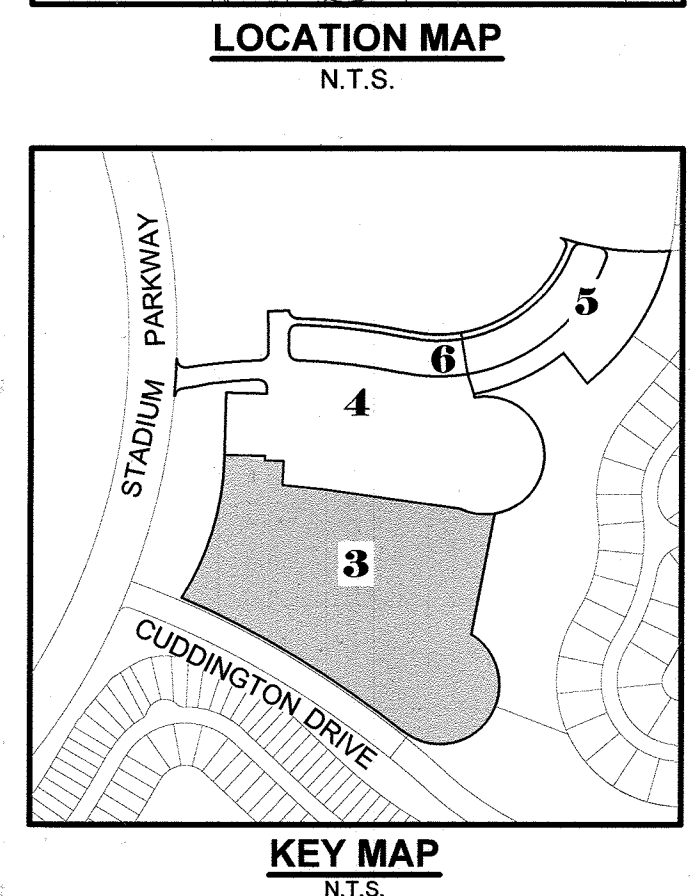 LOCATION MAP
N.T.S.
STADIUM PARKWAY
5
6
4
3
CUDDINGTON DRIVE
KEY MAP
N.T.S.